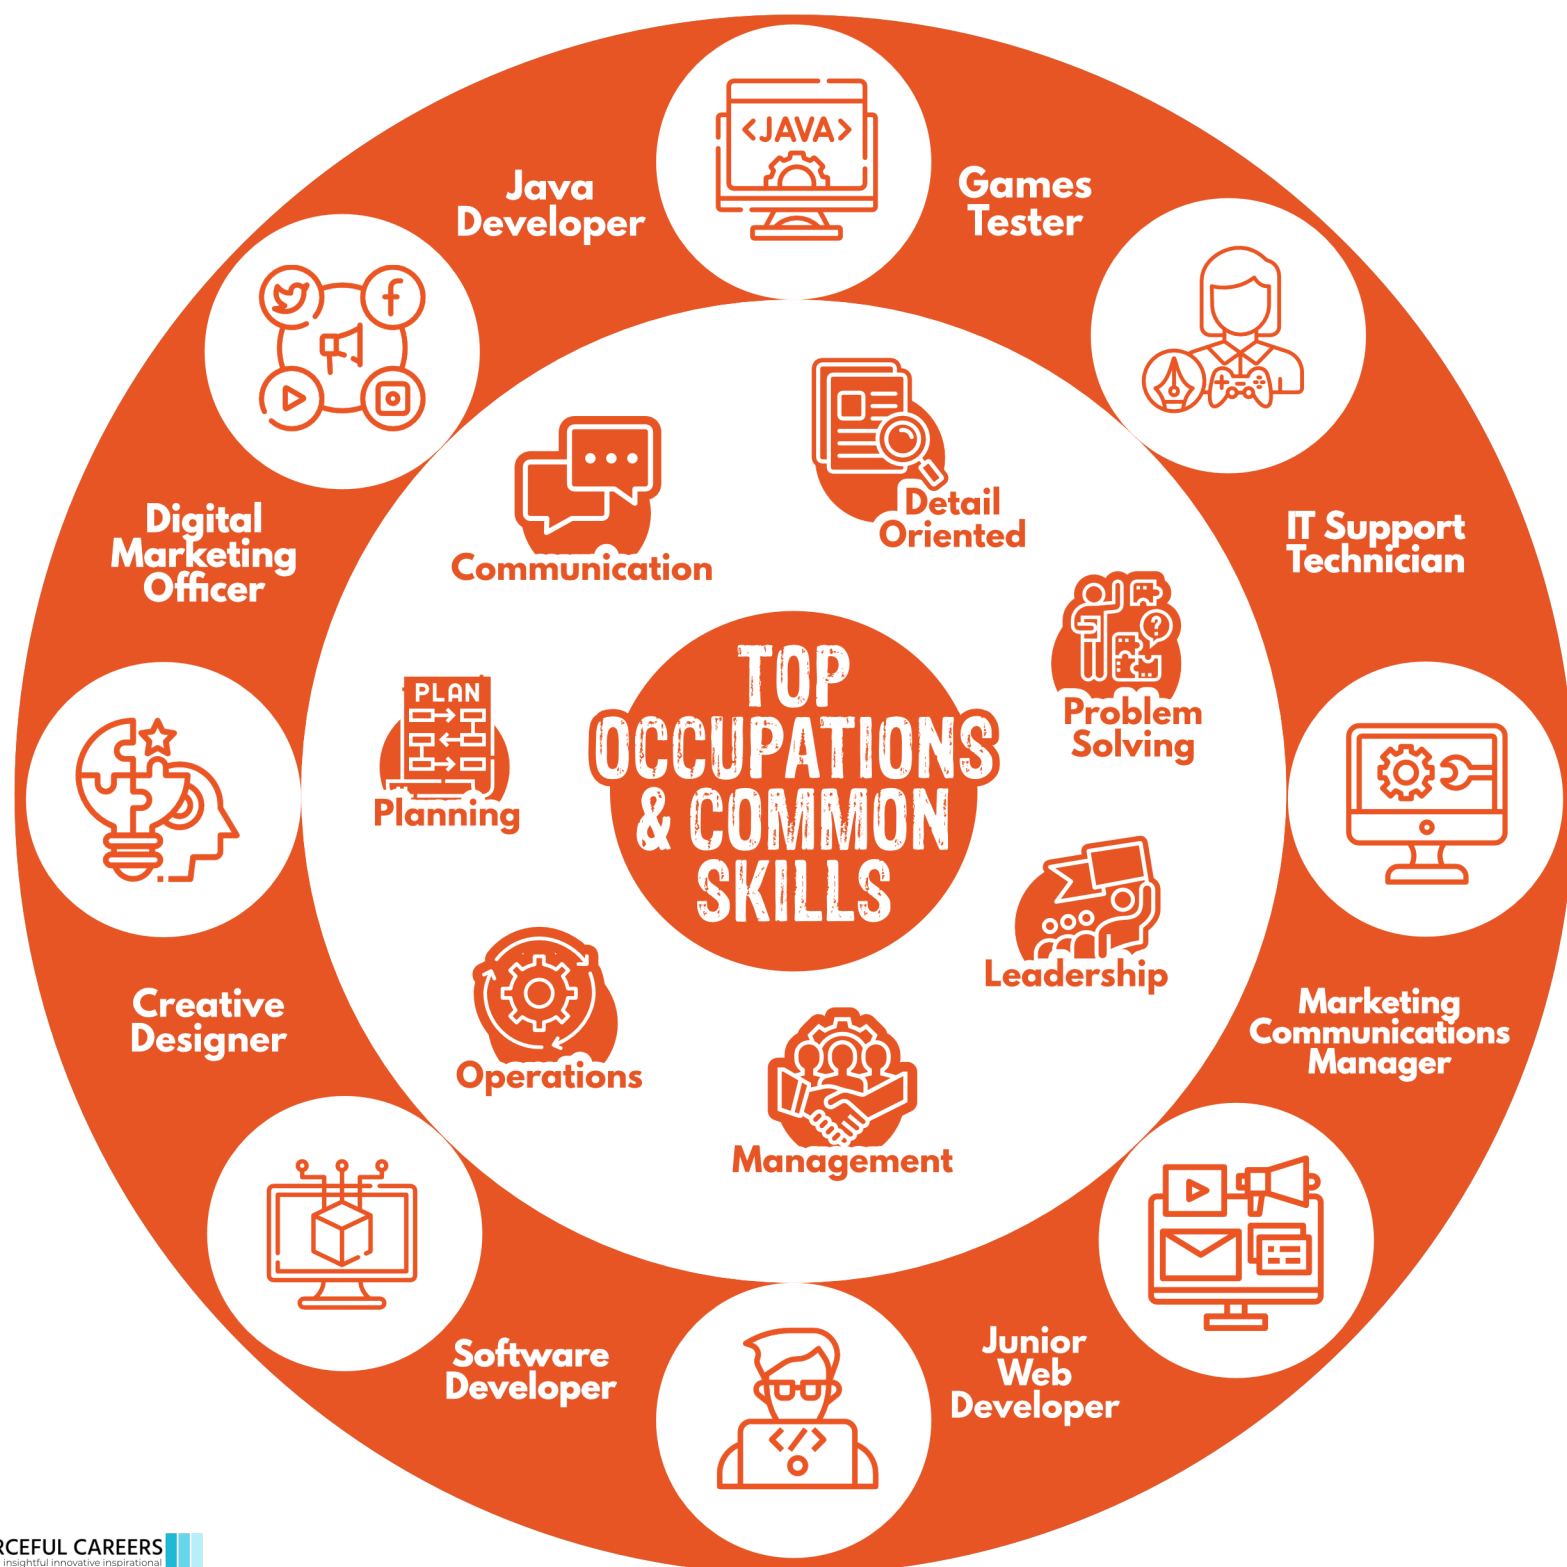 <JAVA>
Java
Developer
Games
Tester
f
Detail
Oriented
Communication
Digital
Marketing
Officer
IT Support
Technician
?
Problem
Solving
TOP
OCCUPATIONS
& COMMON
SKILLS
PLAN
Planning
Leadership
Creative
Designer
Marketing
Communications
Manager
Operations
Management
Software
Developer
Junior
Web
Developer
</>
CAREERS
insightful innovative inspirational